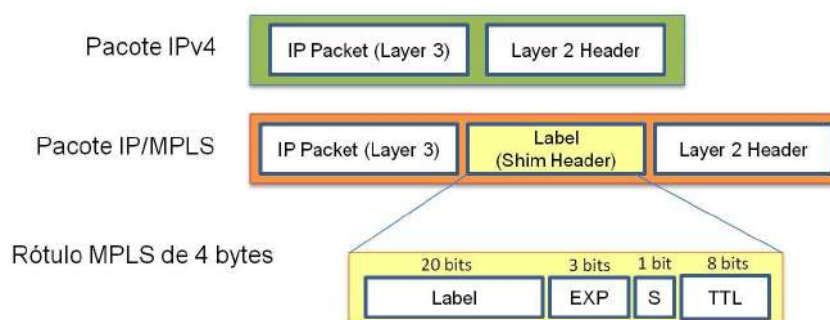 Pacote IPv4
IP Packet (Layer 3)
Layer 2 Header
Pacote IP/MPLS
IP Packet (Layer 3)
Label
(Shim Header)
Layer 2 Header
Rótulo MPLS de 4 bytes
20 bits
3 bits
1 bit
8 bits
Label
EXP
S
TTL